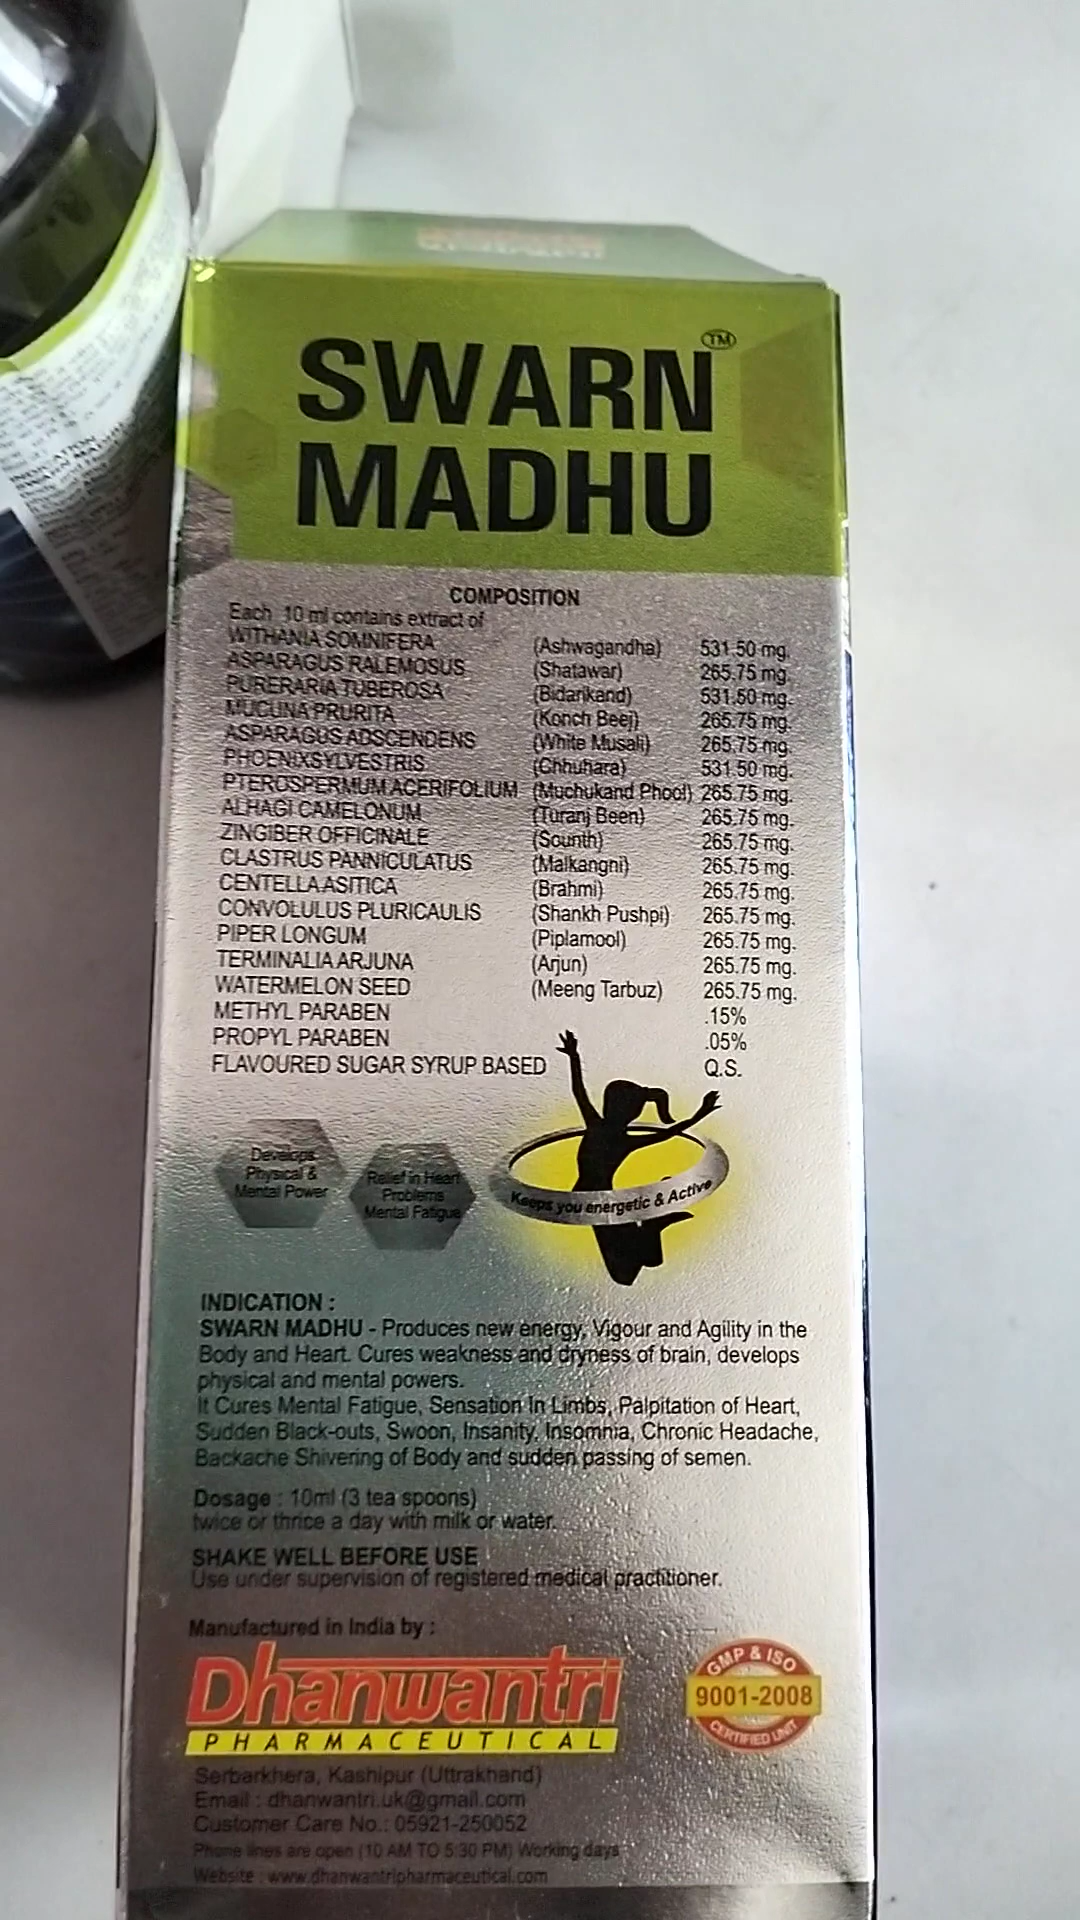 SWARN TM
MADHU
COMPOSITION
Each 10 ml contains extract of
WITHANIA SOMNIFERA (Ashwagandha) 531.50 mg.
ASPARAGUS RALEMOSUS (Shatawar) 265.75 mg.
PURERARIA TUBEROSA (Bidarikand) 531.50 mg.
MUCUNA PRURITA (Konch Beej) 265.75 mg.
ASPARAGUS ADSCENDENS (White Musali) 265.75 mg.
PHOENIXSYLVESTRIS (Chhuhara) 531.50 mg.
PTEROSPERMUM ACERIFOLIUM (Muchukand Phool) 265.75 mg.
ALHAGI CAMELONUM (Turanj Been) 265.75 mg.
ZINGIBER OFFICINALE (Sounth) 265.75 mg.
CLASTRUS PANNICULATUS (Malkangni) 265.75 mg.
CENTELLA ASITICA (Brahmi) 265.75 mg.
CONVOLULUS PLURICAULIS (Shankh Pushpi) 265.75 mg.
PIPER LONGUM (Piplamool) 265.75 mg.
TERMINALIA ARJUNA (Arjun) 265.75 mg.
WATERMELON SEED (Meeng Tarbuz) 265.75 mg.
METHYL PARABEN .15%
PROPYL PARABEN .05%
FLAVOURED SUGAR SYRUP BASED Q.S.
Develops
Physical &
Mental Power
Relief in Heart
Problems
Mental Fatigue
Keeps you energetic & Active
INDICATION :
SWARN MADHU - Produces new energy, Vigour and Agility in the
Body and Heart. Cures weakness and dryness of brain, develops
physical and mental powers.
It Cures Mental Fatigue, Sensation In Limbs, Palpitation of Heart,
Sudden Black-outs, Swoon, Insanity, Insomnia, Chronic Headache,
Backache Shivering of Body and sudden passing of semen.
Dosage : 10ml (3 tea spoons)
twice or thrice a day with milk or water.
SHAKE WELL BEFORE USE
Use under supervision of registered medical practitioner.
Manufactured in India by :
Dhanwantri
PHARMACEUTICAL
GMP & ISO
9001-2008
CERTIFIED UNIT
Serbarkhera, Kashipur (Uttrakhand)
Email : dhanwantri.uk@gmail.com
Customer Care No.: 05921-250052
Phone lines are open (10 AM TO 5:30 PM) Working days
Website : www.dhanwantripharmaceutical.com